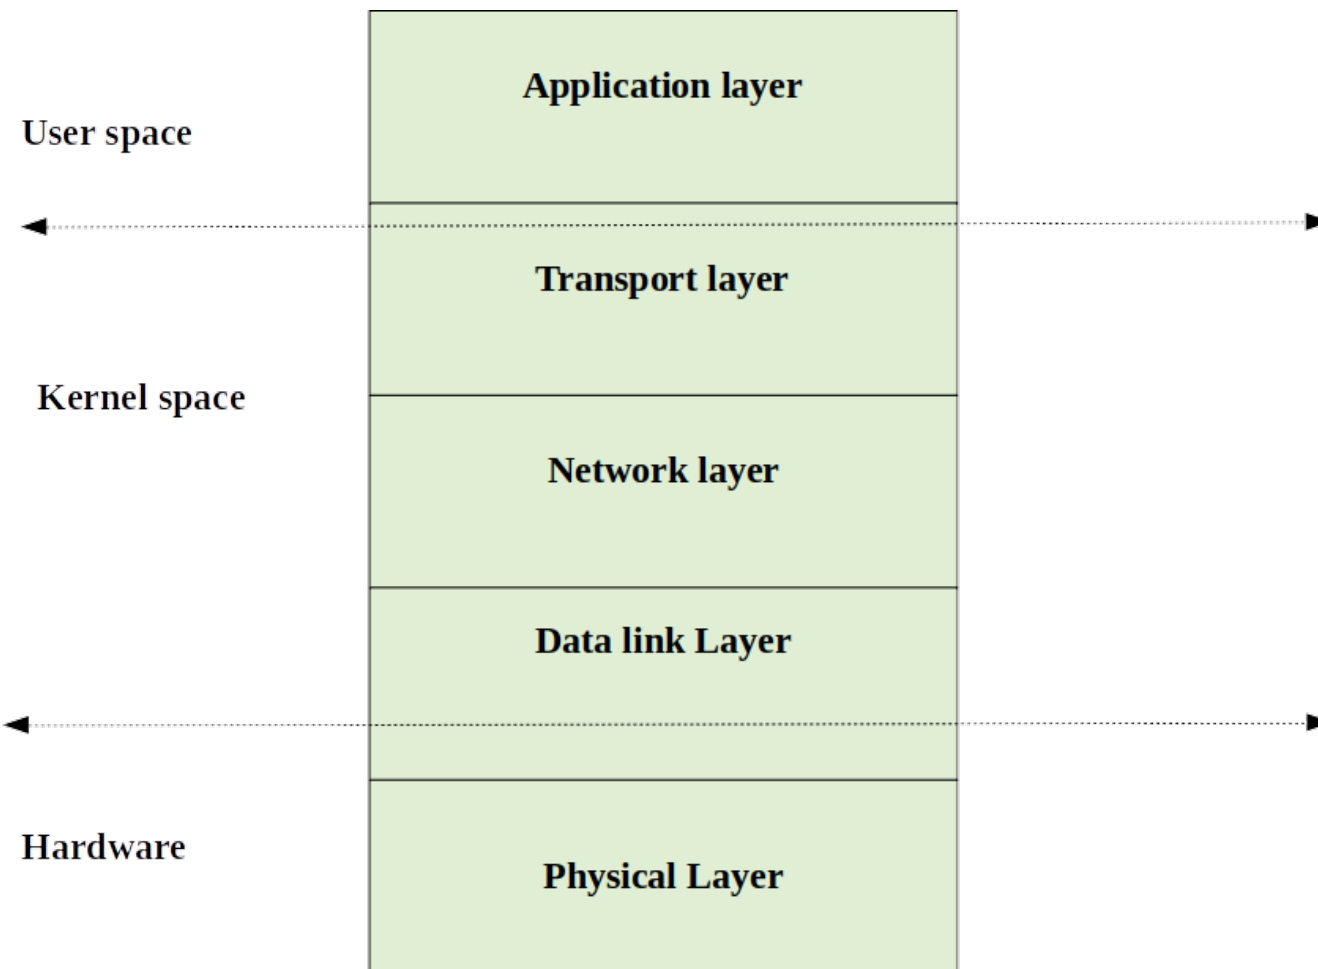 Application layer
User space
Transport layer
Kernel space
Network layer
Data link Layer
Hardware
Physical Layer